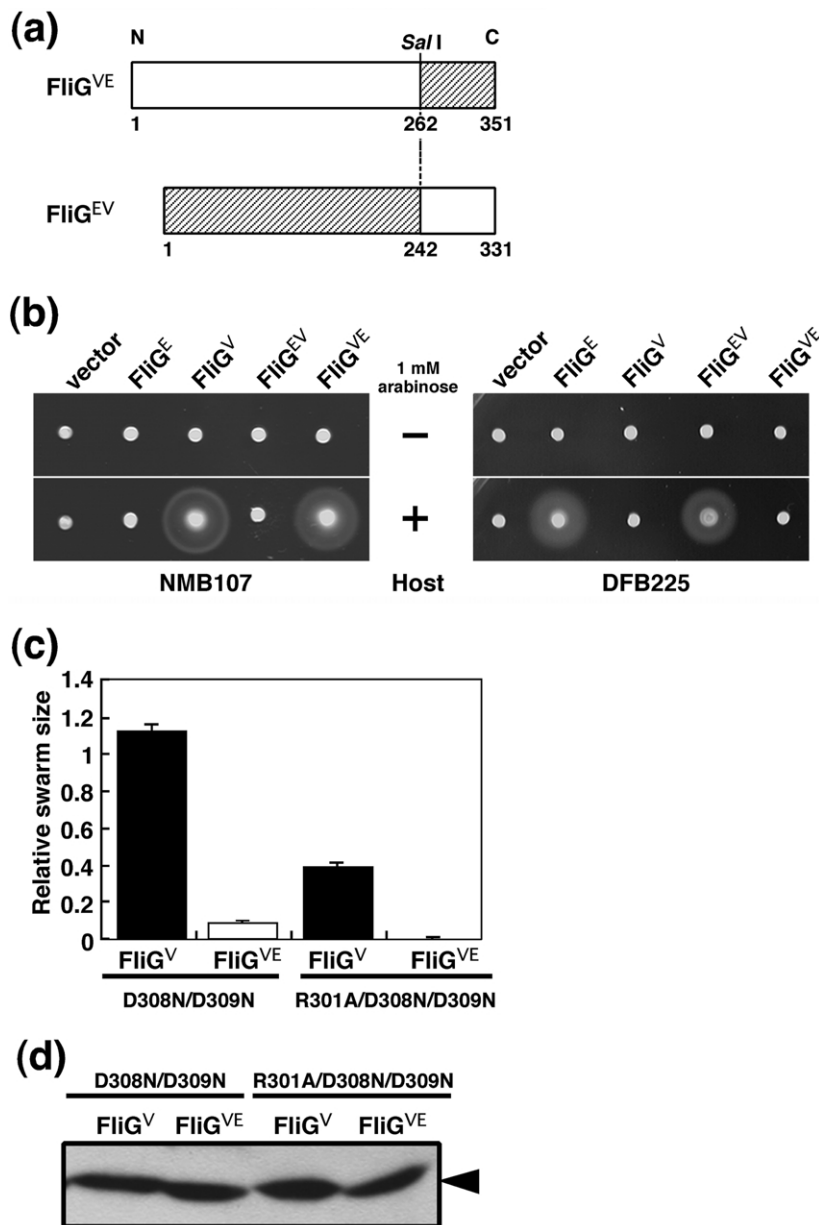 (a)
N Sal I C
FliG^VE
1 262 351
FliG^EV
1 242 331
(b)
vector FliG^E FliG^V FliG^EV FliG^VE
1 mM
arabinose
vector FliG^E FliG^V FliG^EV FliG^VE
−
+
NMB107 Host DFB225
(c)
Relative swarm size
1.4
1.2
1
0.8
0.6
0.4
0.2
0
FliG^V FliG^VE FliG^V FliG^VE
D308N/D309N R301A/D308N/D309N
(d)
D308N/D309N R301A/D308N/D309N
FliG^V FliG^VE FliG^V FliG^VE